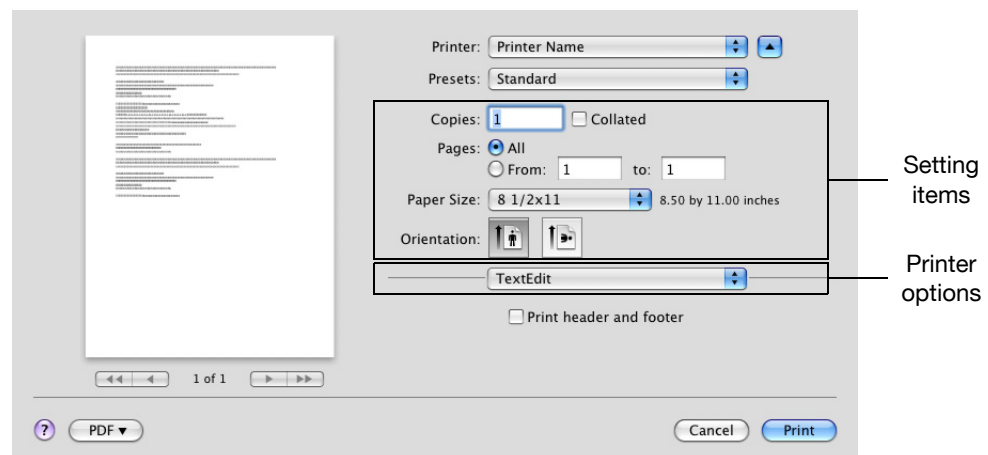 Printer: Printer Name
Presets: Standard
Copies: 1 Collated
Pages: All
From: 1 to: 1
Paper Size: 8 1/2x11 8.50 by 11.00 inches
Orientation:
TextEdit
Print header and footer
1 of 1
? PDF▼
Cancel Print
Setting
items
Printer
options